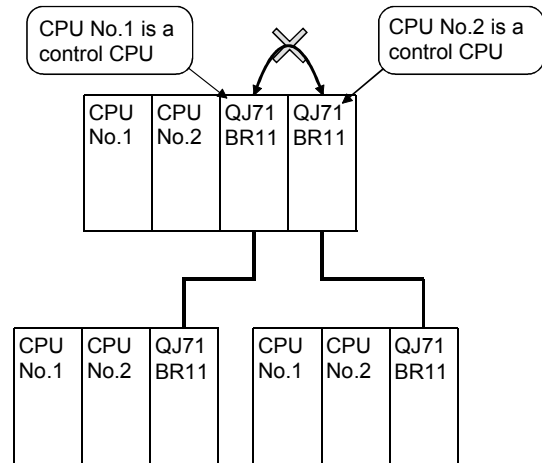 CPU No.1 is a
control CPU
CPU No.2 is a
control CPU
CPU
No.1
CPU
No.2
QJ71
BR11
QJ71
BR11
CPU
No.1
CPU
No.2
QJ71
BR11
CPU
No.1
CPU
No.2
QJ71
BR11